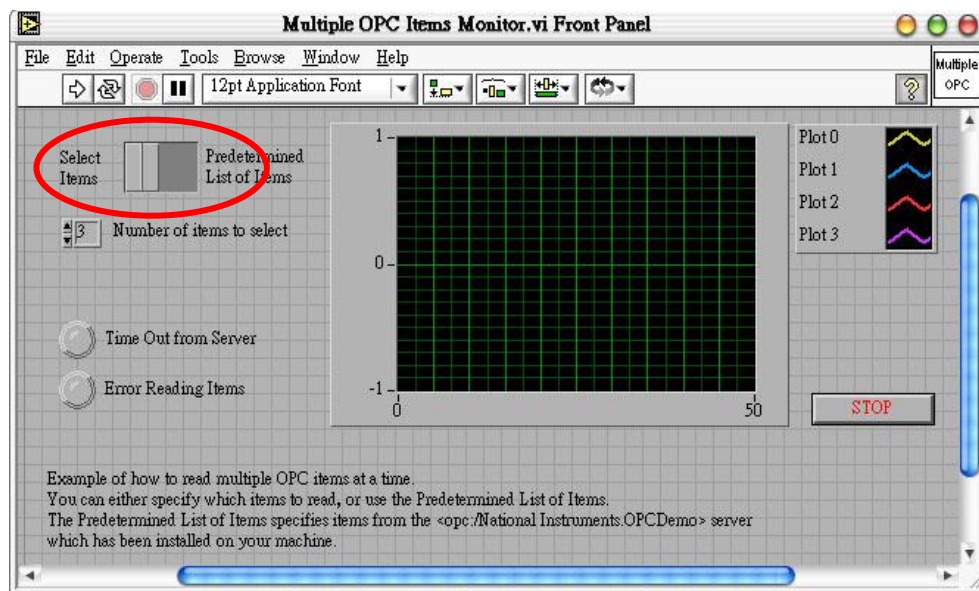 Multiple OPC Items Monitor.vi Front Panel
File Edit Operate Tools Browse Window Help
Multiple
OPC
12pt Application Font
?
Select
Items
Predetermined
List of Items
3 Number of items to select
Time Out from Server
Error Reading Items
1
0
-1
0 50
Plot 0
Plot 1
Plot 2
Plot 3
STOP
Example of how to read multiple OPC items at a time.
You can either specify which items to read, or use the Predetermined List of Items.
The Predetermined List of Items specifies items from the <opc:/National Instruments.OPCDemo> server
which has been installed on your machine.